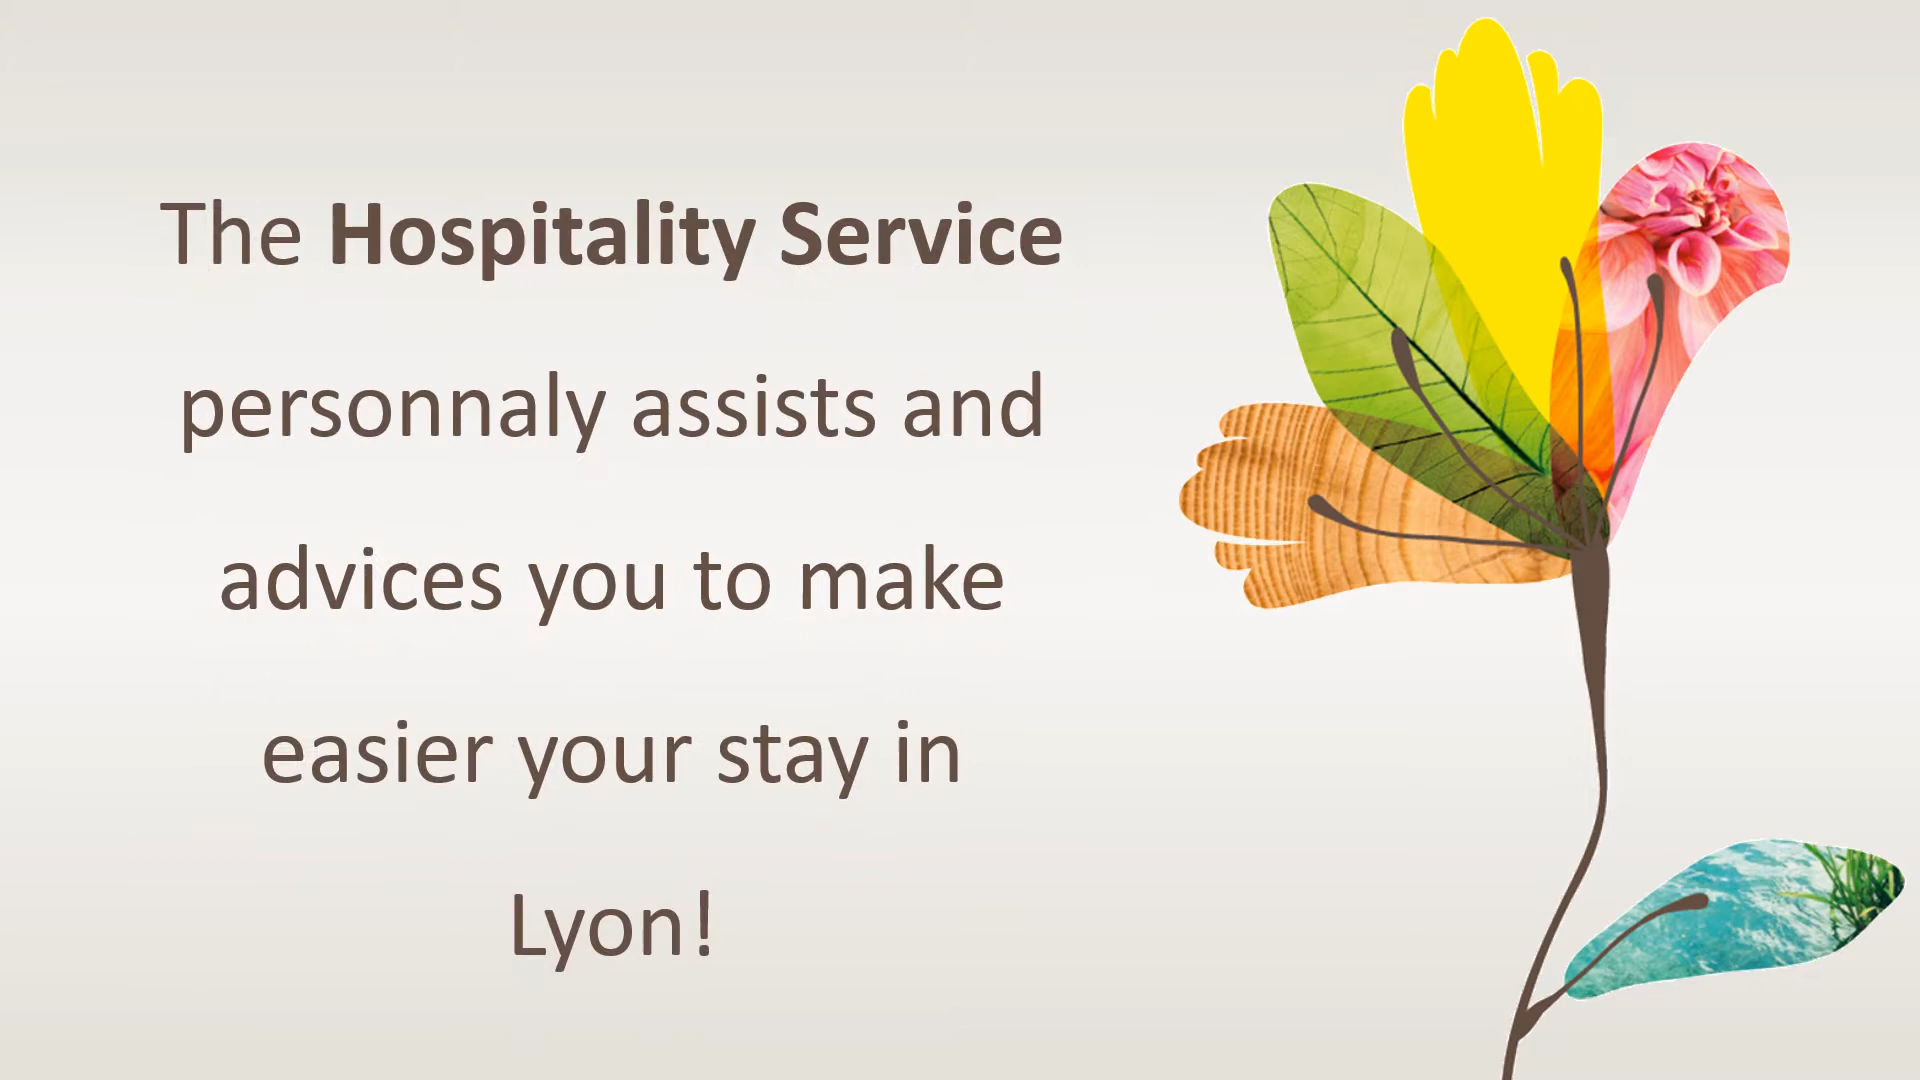 The Hospitality Service
personnaly assists and
advices you to make
easier your stay in
Lyon!